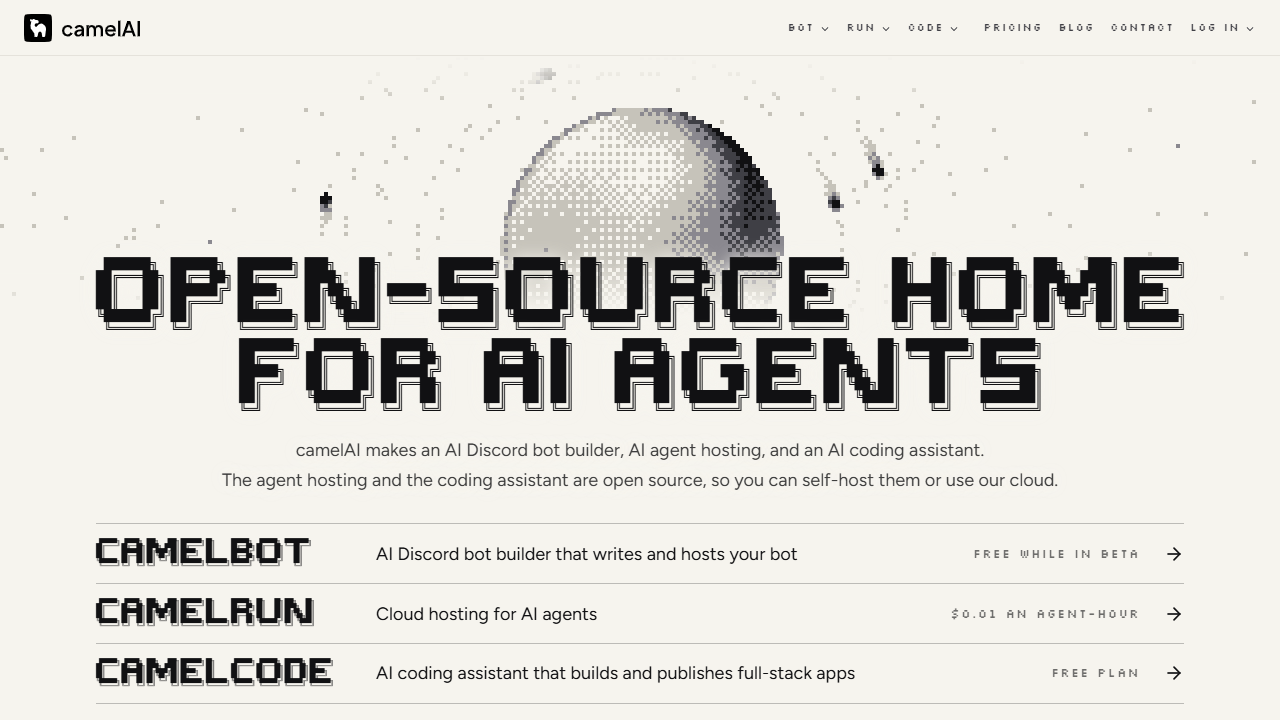 camelAI
BOT RUN CODE PRICING BLOG CONTACT LOG IN
OPEN-SOURCE HOME
FOR AI AGENTS
camelAI makes an AI Discord bot builder, AI agent hosting, and an AI coding assistant.
The agent hosting and the coding assistant are open source, so you can self-host them or use our cloud.
CAMELBOT AI Discord bot builder that writes and hosts your bot FREE WHILE IN BETA →
CAMELRUN Cloud hosting for AI agents $0.01 AN AGENT-HOUR →
CAMELCODE AI coding assistant that builds and publishes full-stack apps FREE PLAN →